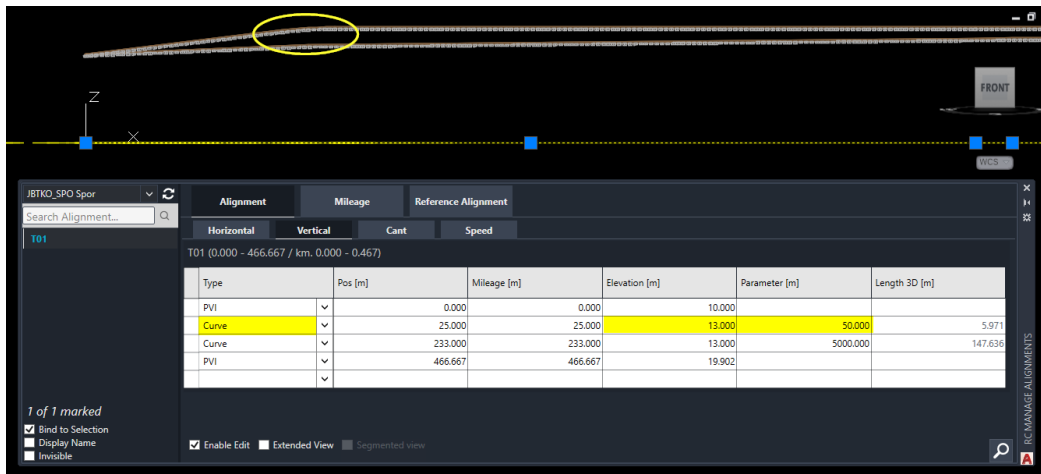 Z
X
FRONT
WCS
JBTKO_SPO Spor
Search Alignment...
T01
Alignment Mileage Reference Alignment
Horizontal Vertical Cant Speed
T01 (0.000 - 466.667 / km. 0.000 - 0.467)
Type Pos [m] Mileage [m] Elevation [m] Parameter [m] Length 3D [m]
PVI 0.000 0.000 10.000
Curve 25.000 25.000 13.000 50.000 5.971
Curve 233.000 233.000 13.000 5000.000 147.636
PVI 466.667 466.667 19.902
1 of 1 marked
Bind to Selection
Display Name
Invisible
Enable Edit Extended View Segmented view
RC MANAGE ALIGNMENTS
A